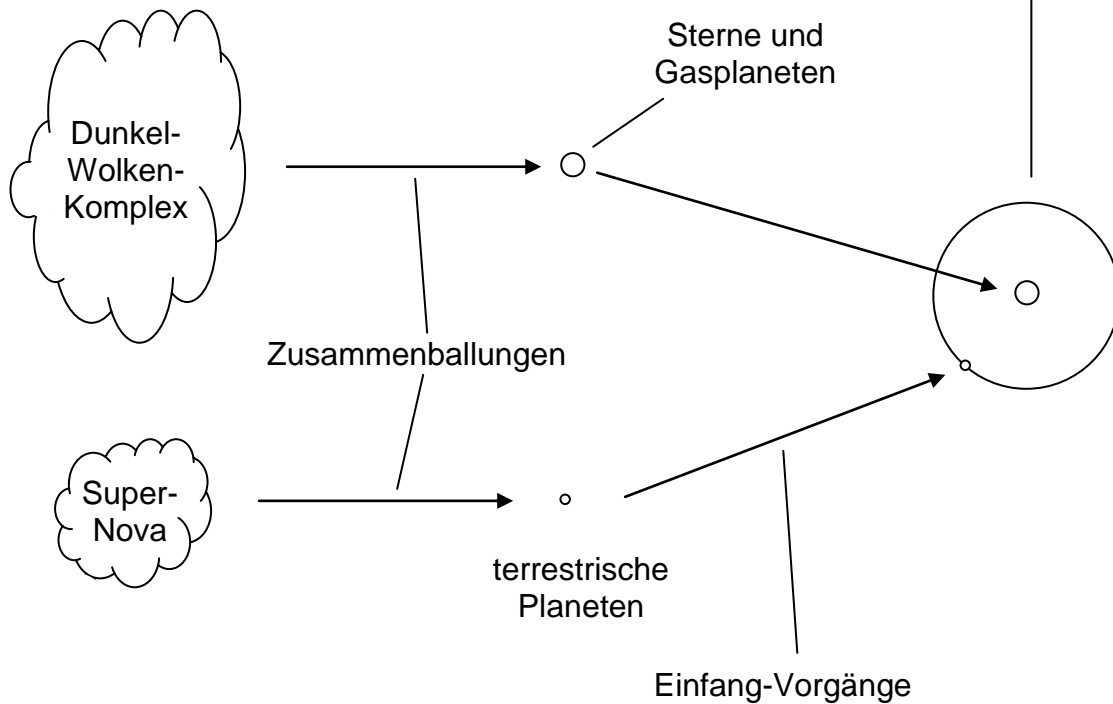 Sterne und
Gasplaneten
Dunkel-
Wolken-
Komplex
Zusammenballungen
Super-
Nova
terrestrische
Planeten
Einfang-Vorgänge